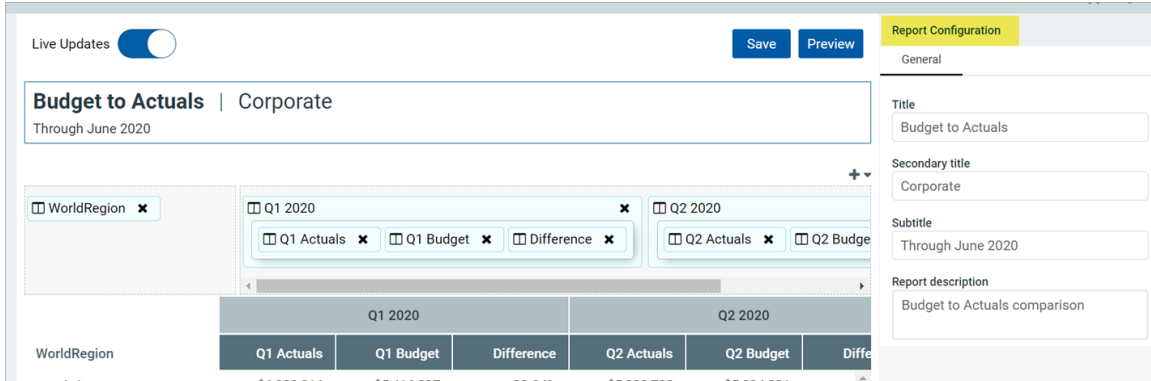 Live Updates
Save
Preview
Report Configuration
General
Budget to Actuals | Corporate
Through June 2020
Title
Budget to Actuals
Secondary title
Corporate
Subtitle
Through June 2020
Report description
Budget to Actuals comparison
WorldRegion
Q1 2020
Q2 2020
Q1 Actuals
Q1 Budget
Difference
Q2 Actuals
Q2 Budge
Q1 2020
Q2 2020
WorldRegion
Q1 Actuals
Q1 Budget
Difference
Q2 Actuals
Q2 Budget
Diffe